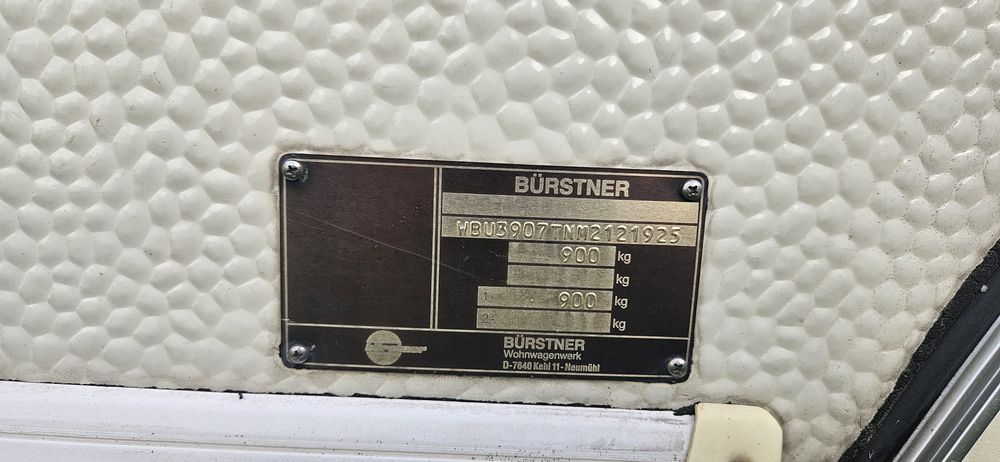 BÜRSTNER
WBU3907TNM2121925
900 kg
kg
1- 900 kg
2- kg
BÜRSTNER
Wohnwagenwerk
D-7640 Kehl 11-Neumühl